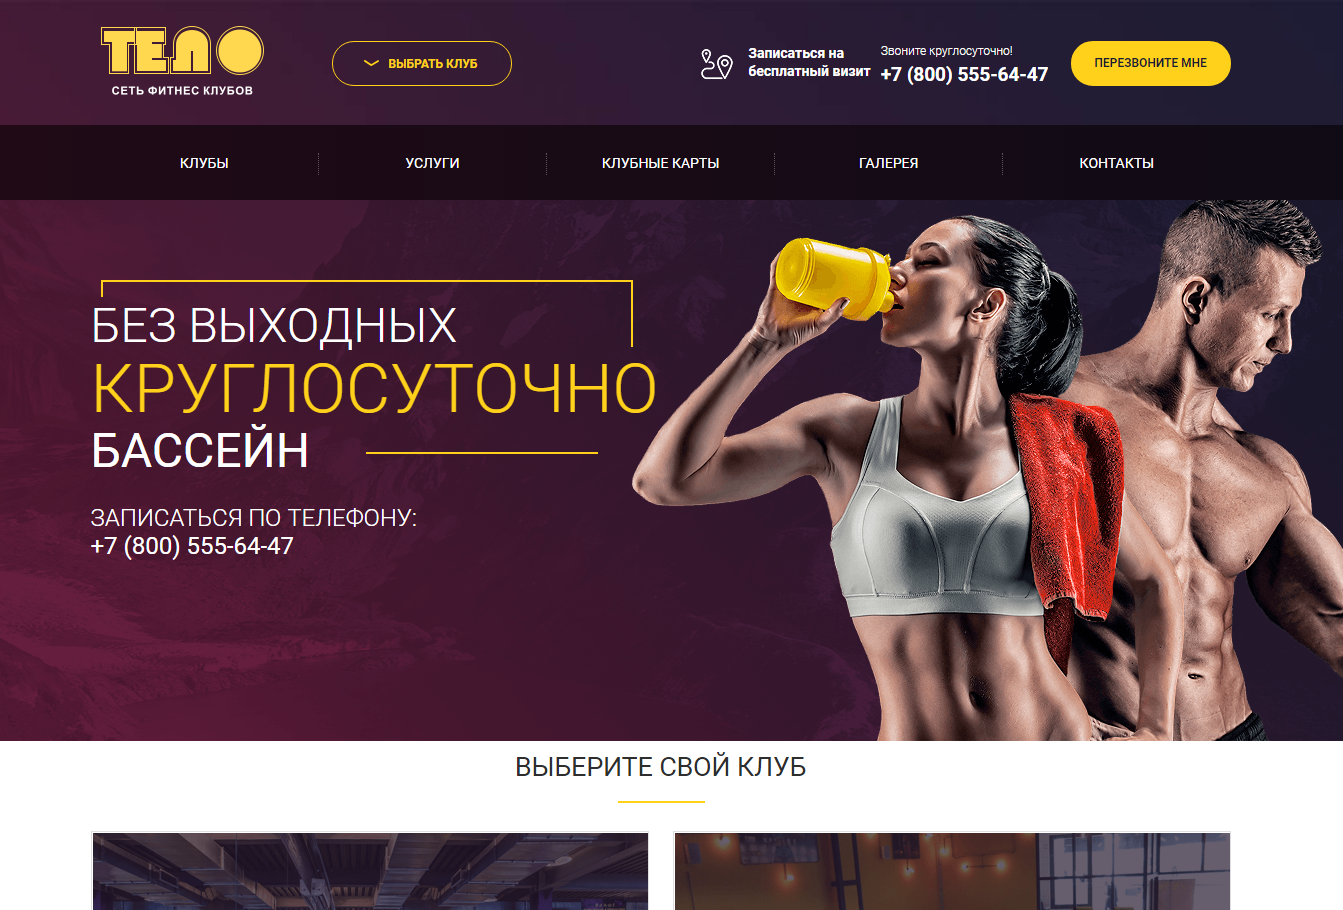 ТЕЛО
СЕТЬ ФИТНЕС КЛУБОВ
ВЫБРАТЬ КЛУБ
Записаться на
бесплатный визит
Звоните круглосуточно!
+7 (800) 555-64-47
ПЕРЕЗВОНИТЕ МНЕ
КЛУБЫ
УСЛУГИ
КЛУБНЫЕ КАРТЫ
ГАЛЕРЕЯ
КОНТАКТЫ
БЕЗ ВЫХОДНЫХ
КРУГЛОСУТОЧНО
БАССЕЙН
ЗАПИСАТЬСЯ ПО ТЕЛЕФОНУ:
+7 (800) 555-64-47
ВЫБЕРИТЕ СВОЙ КЛУБ